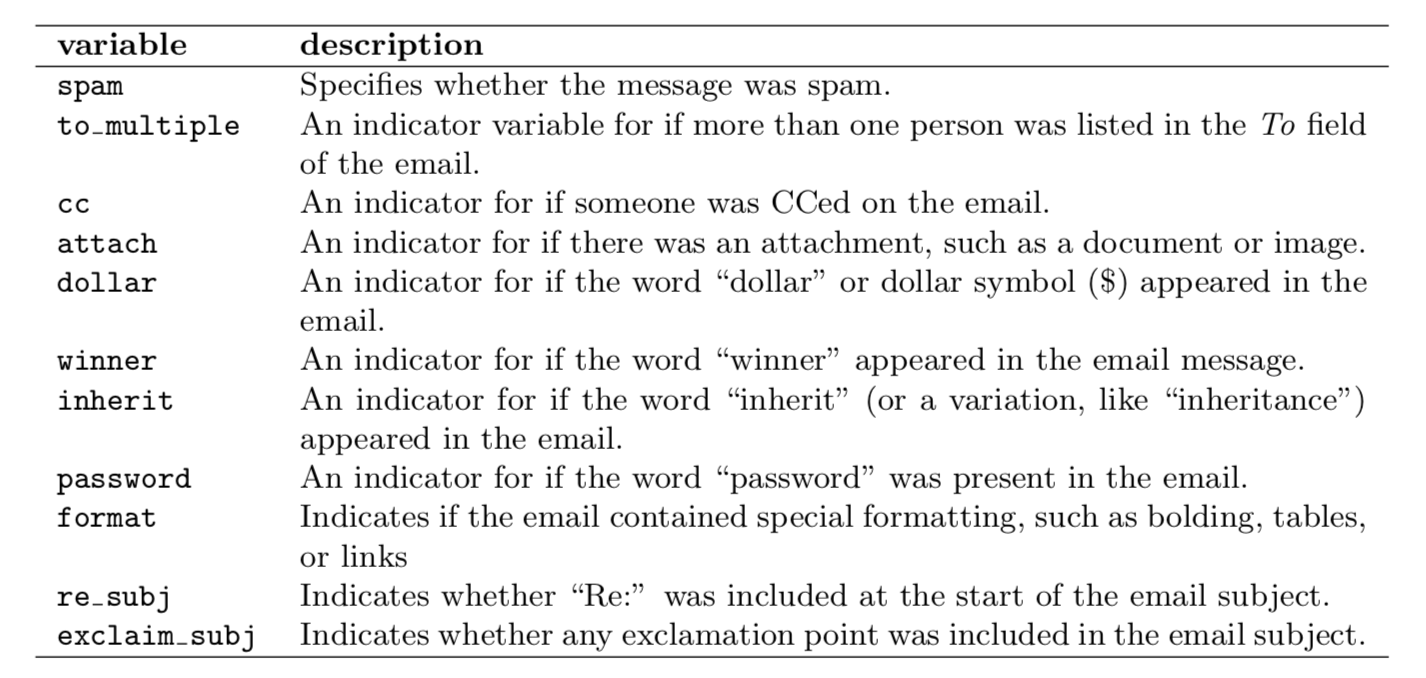 variable description
spam Specifies whether the message was spam.
to_multiple An indicator variable for if more than one person was listed in the To field
of the email.
cc An indicator for if someone was CCed on the email.
attach An indicator for if there was an attachment, such as a document or image.
dollar An indicator for if the word “dollar” or dollar symbol ($) appeared in the
email.
winner An indicator for if the word “winner” appeared in the email message.
inherit An indicator for if the word “inherit” (or a variation, like “inheritance”)
appeared in the email.
password An indicator for if the word “password” was present in the email.
format Indicates if the email contained special formatting, such as bolding, tables,
or links
re_subj Indicates whether “Re:” was included at the start of the email subject.
exclaim_subj Indicates whether any exclamation point was included in the email subject.